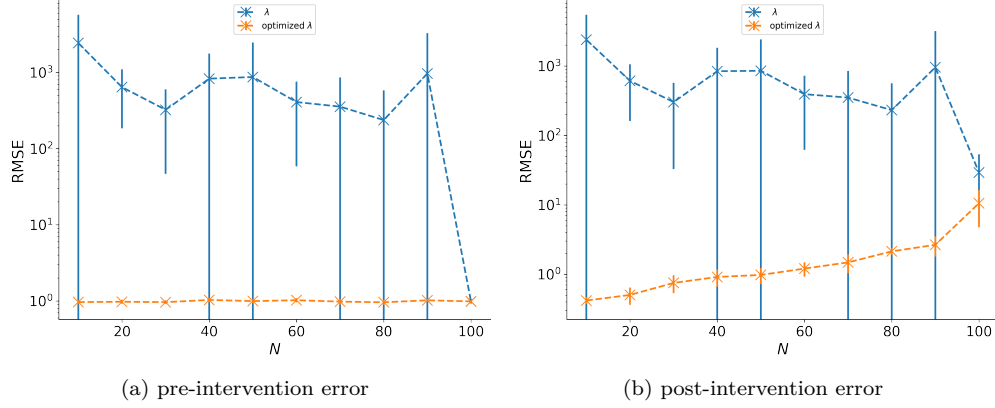 λ
optimized λ
RMSE
10³
10²
10¹
10⁰
20
40
60
80
100
N
(a) pre-intervention error
λ
optimized λ
RMSE
10³
10²
10¹
10⁰
20
40
60
80
100
N
(b) post-intervention error